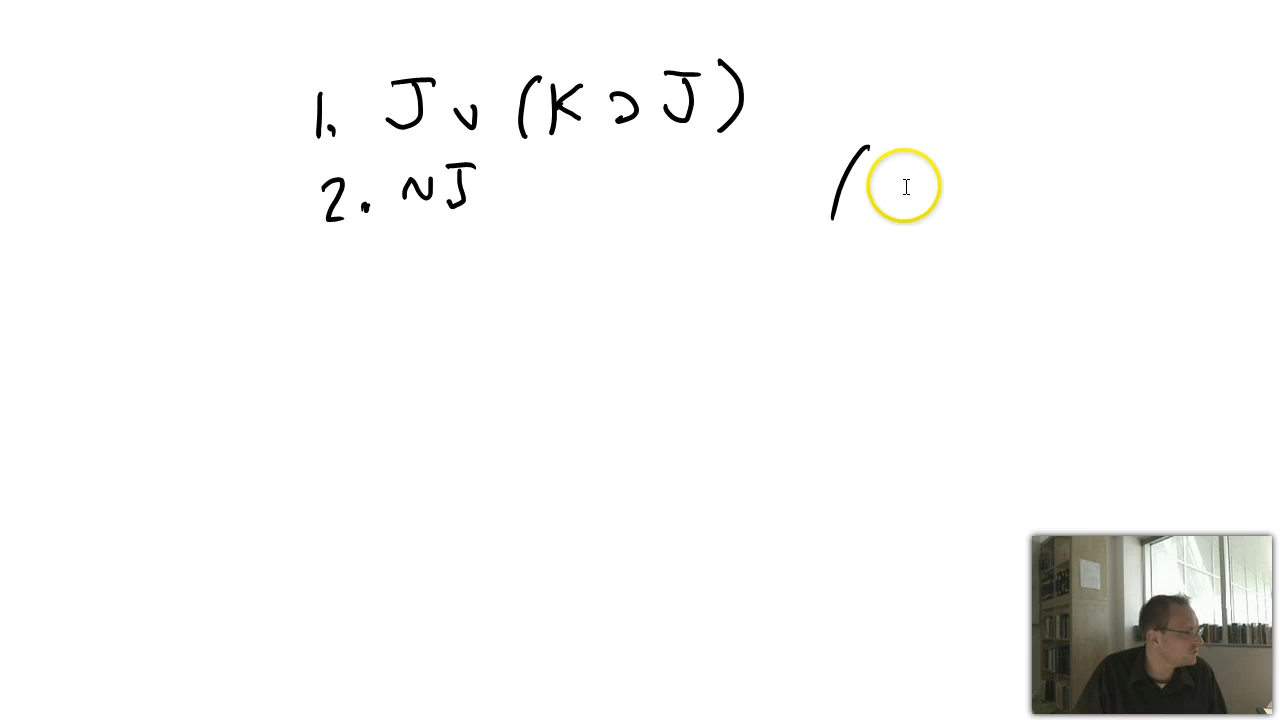 1. J v (K ⊃ J)
2. ~J /